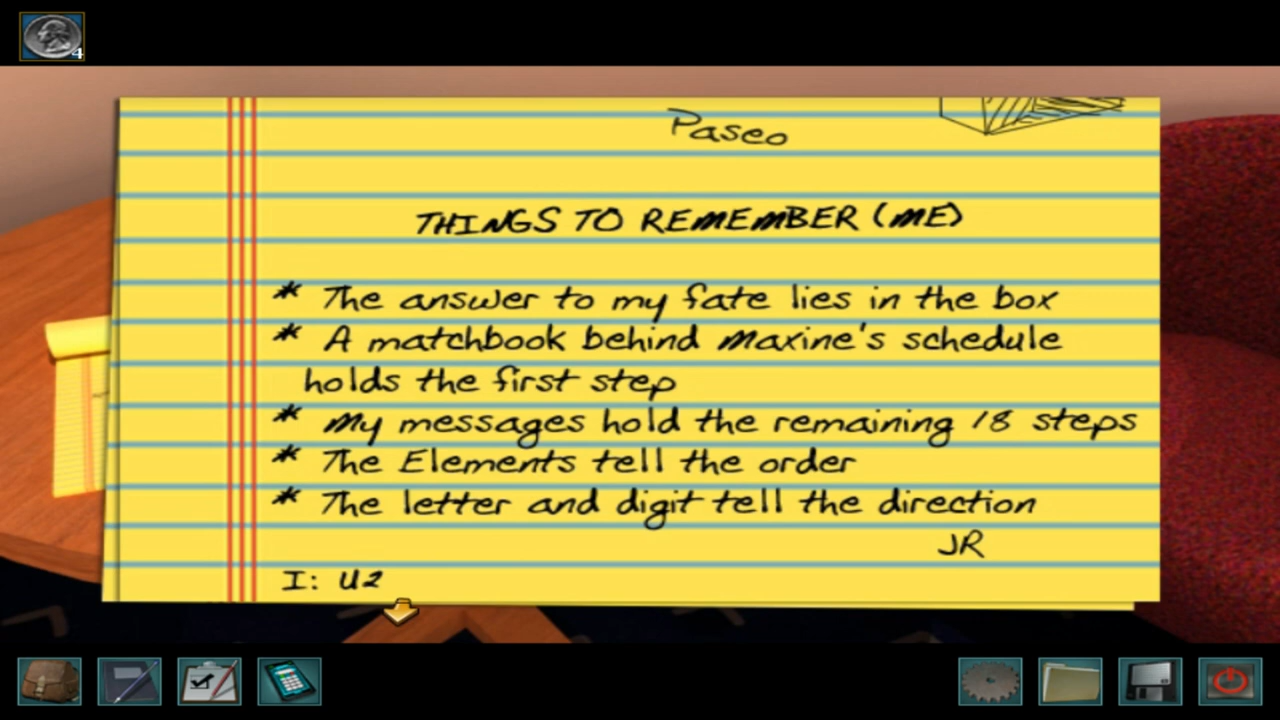 4
Paseo
THINGS TO REMEMBER (ME)
* The answer to my fate lies in the box
* A matchbook behind Maxine's schedule
holds the first step
* My messages hold the remaining 18 steps
* The Elements tell the order
* The letter and digit tell the direction
JR
I: U2